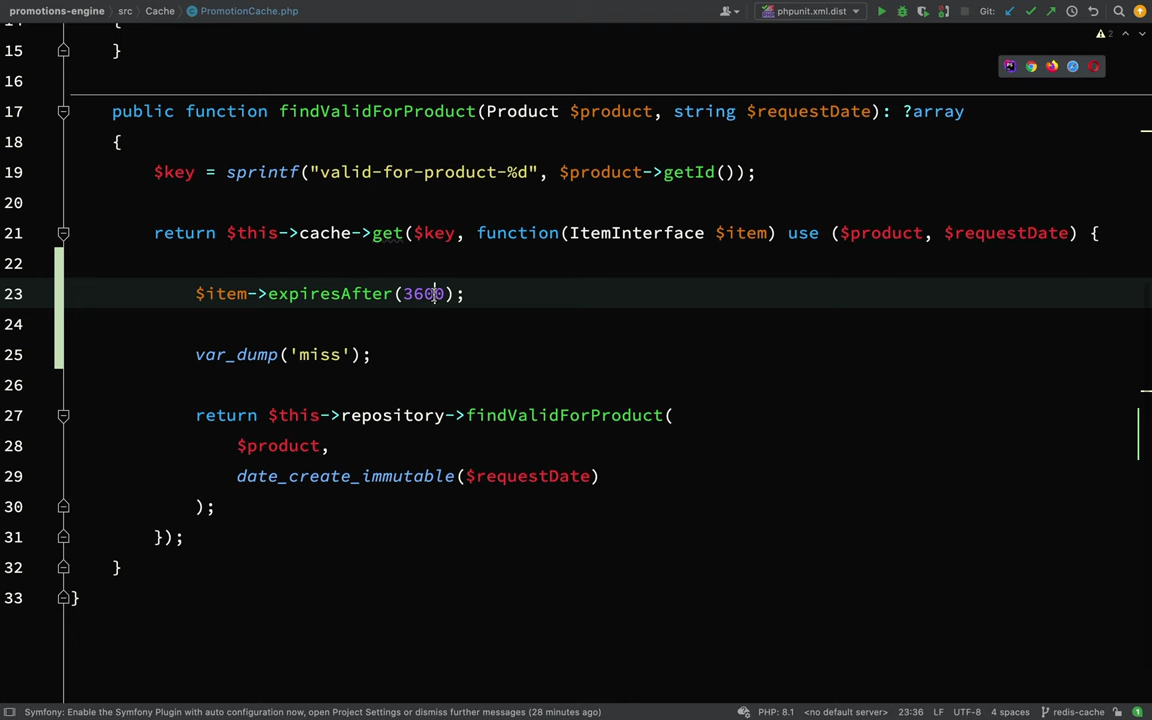 promotions-engine src Cache PromotionCache.php phpunit.xml.dist Git:
2
15 }
16
17 public function findValidForProduct(Product $product, string $requestDate): ?array
18 {
19 $key = sprintf("valid-for-product-%d", $product->getId());
20
21 return $this->cache->get($key, function(ItemInterface $item) use ($product, $requestDate) {
22
23 $item->expiresAfter(3600);
24
25 var_dump('miss');
26
27 return $this->repository->findValidForProduct(
28 $product,
29 date_create_immutable($requestDate)
30 );
31 });
32 }
33 }
Symfony: Enable the Symfony Plugin with auto configuration now, open Project Settings or dismiss further messages (28 minutes ago) PHP: 8.1 <no default server> 23:36 LF UTF-8 4 spaces redis-cache 1